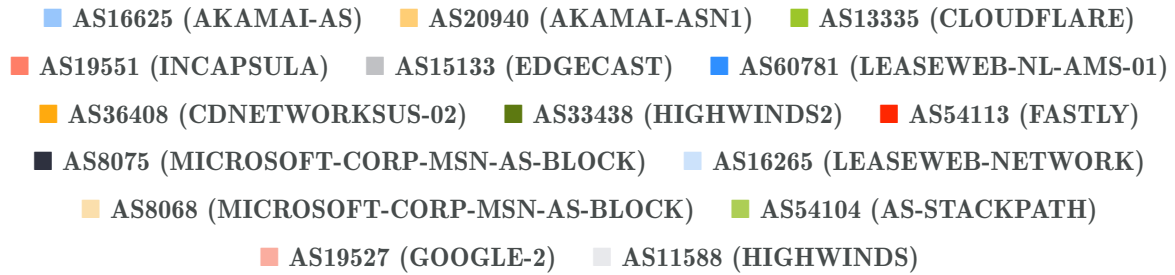 AS16625 (AKAMAI-AS) AS20940 (AKAMAI-ASN1) AS13335 (CLOUDFLARE)
AS19551 (INCAPSULA) AS15133 (EDGECAST) AS60781 (LEASEWEB-NL-AMS-01)
AS36408 (CDNETWORKSUS-02) AS33438 (HIGHWINDS2) AS54113 (FASTLY)
AS8075 (MICROSOFT-CORP-MSN-AS-BLOCK) AS16265 (LEASEWEB-NETWORK)
AS8068 (MICROSOFT-CORP-MSN-AS-BLOCK) AS54104 (AS-STACKPATH)
AS19527 (GOOGLE-2) AS11588 (HIGHWINDS)